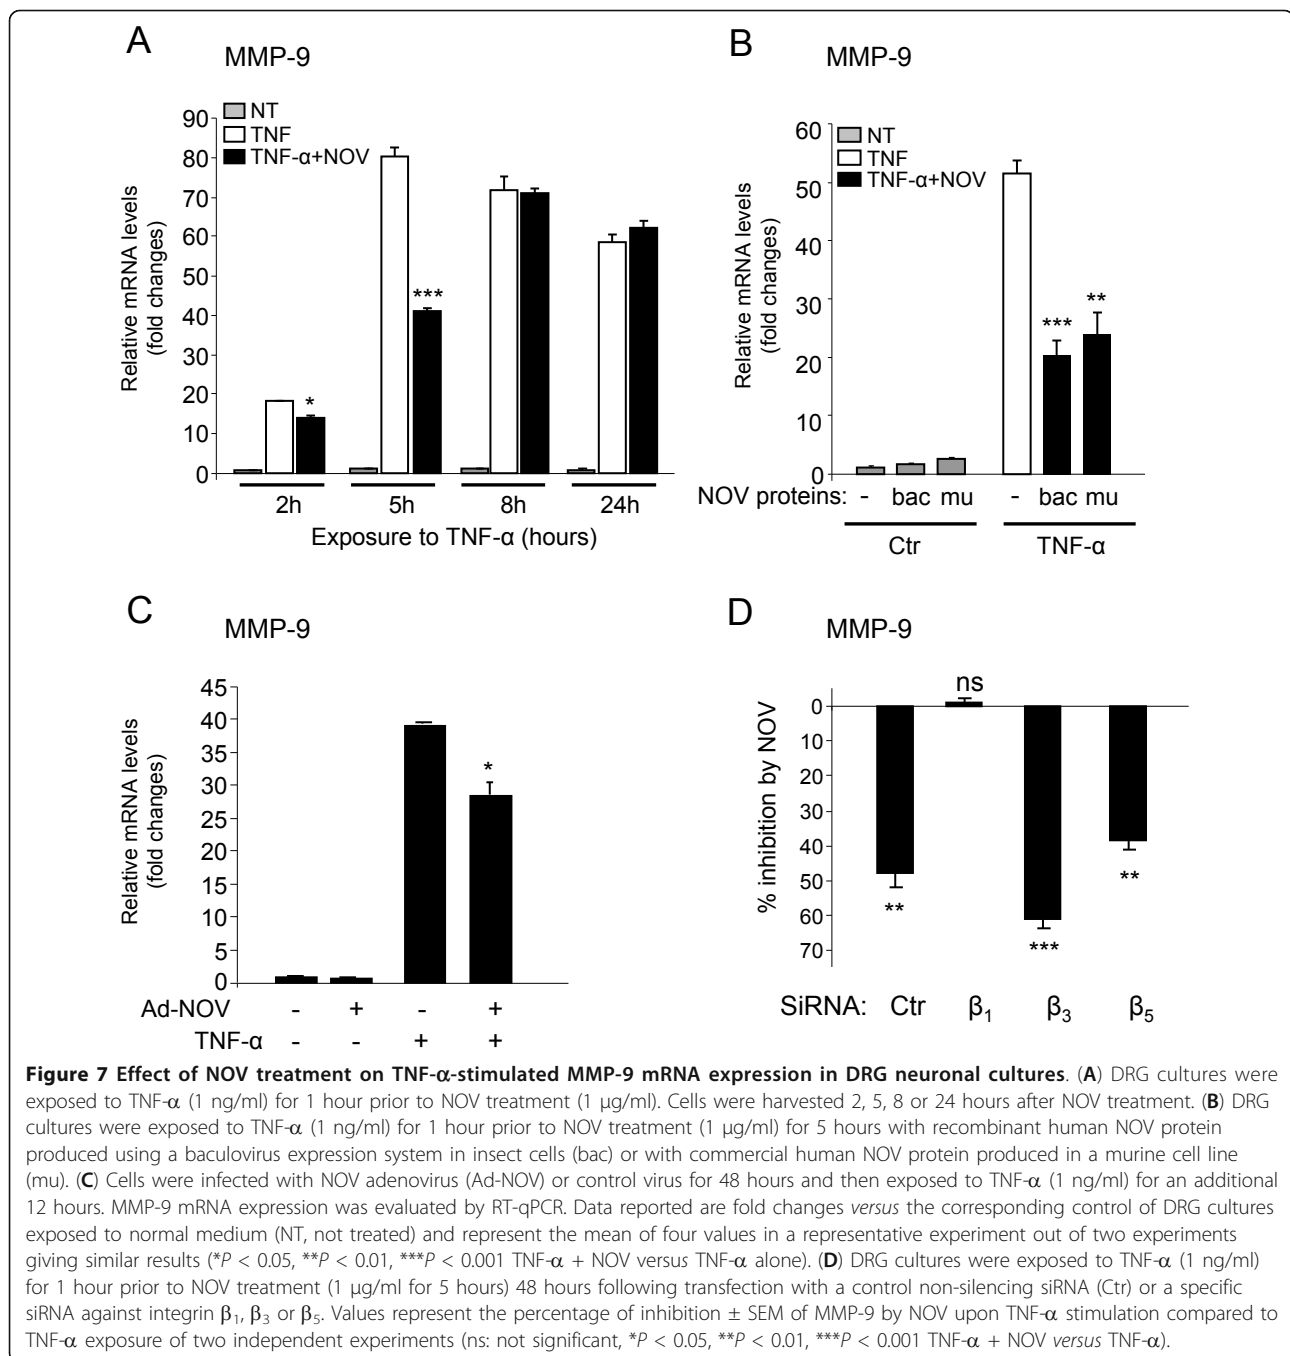 A
MMP-9
NT
TNF
TNF-α+NOV
Relative mRNA levels
(fold changes)
90
80
70
60
50
40
30
20
10
0
*
***
2h 5h 8h 24h
Exposure to TNF-α (hours)
B
MMP-9
NT
TNF
TNF-α+NOV
Relative mRNA levels
(fold changes)
60
50
40
30
20
10
0
***
**
NOV proteins: - bac mu - bac mu
Ctr TNF-α
C
MMP-9
Relative mRNA levels
(fold changes)
45
40
35
30
25
20
15
10
5
0
*
Ad-NOV - + - +
TNF-α - - + +
D
MMP-9
% inhibition by NOV
0
10
20
30
40
50
60
70
ns
**
***
**
SiRNA: Ctr β1 β3 β5
Figure 7 Effect of NOV treatment on TNF-α-stimulated MMP-9 mRNA expression in DRG neuronal cultures. (A) DRG cultures were
exposed to TNF-α (1 ng/ml) for 1 hour prior to NOV treatment (1 μg/ml). Cells were harvested 2, 5, 8 or 24 hours after NOV treatment. (B) DRG
cultures were exposed to TNF-α (1 ng/ml) for 1 hour prior to NOV treatment (1 μg/ml) for 5 hours with recombinant human NOV protein
produced using a baculovirus expression system in insect cells (bac) or with commercial human NOV protein produced in a murine cell line
(mu). (C) Cells were infected with NOV adenovirus (Ad-NOV) or control virus for 48 hours and then exposed to TNF-α (1 ng/ml) for an additional
12 hours. MMP-9 mRNA expression was evaluated by RT-qPCR. Data reported are fold changes versus the corresponding control of DRG cultures
exposed to normal medium (NT, not treated) and represent the mean of four values in a representative experiment out of two experiments
giving similar results (*P < 0.05, **P < 0.01, ***P < 0.001 TNF-α + NOV versus TNF-α alone). (D) DRG cultures were exposed to TNF-α (1 ng/ml)
for 1 hour prior to NOV treatment (1 μg/ml for 5 hours) 48 hours following transfection with a control non-silencing siRNA (Ctr) or a specific
siRNA against integrin β1, β3 or β5. Values represent the percentage of inhibition ± SEM of MMP-9 by NOV upon TNF-α stimulation compared to
TNF-α exposure of two independent experiments (ns: not significant, *P < 0.05, **P < 0.01, ***P < 0.001 TNF-α + NOV versus TNF-α).